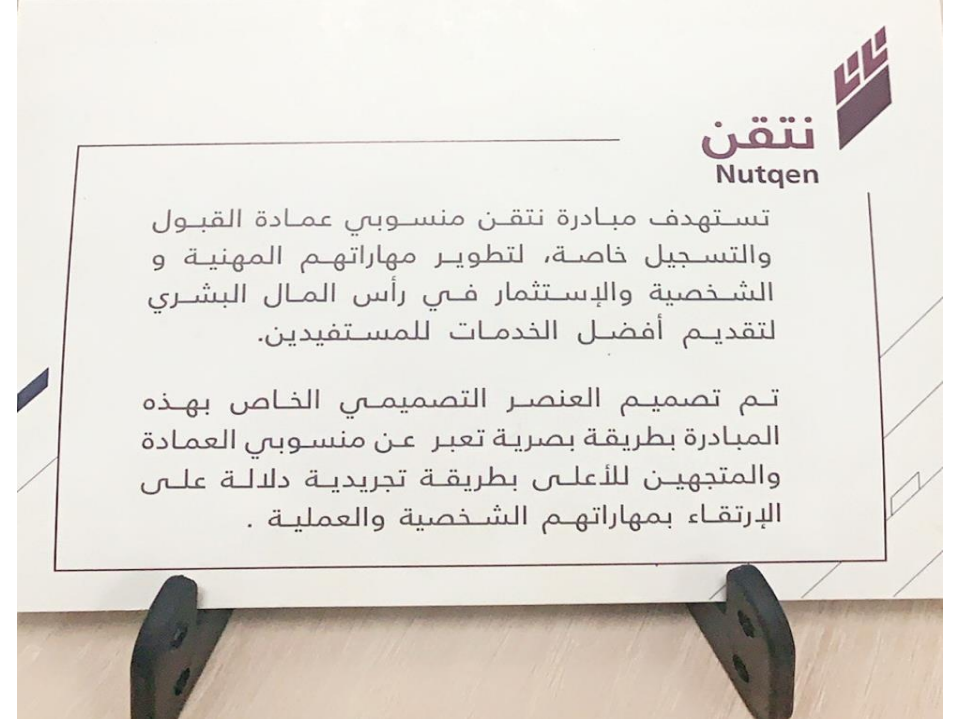 نتقن
Nutqen
تستهدف مبادرة نتقن منسوبي عمادة القبول
والتسجيل خاصة، لتطوير مهاراتهم المهنية و
الشخصية والإستثمار في رأس المال البشري
لتقديم أفضل الخدمات للمستفيدين.
تم تصميم العنصر التصميمي الخاص بهذه
المبادرة بطريقة بصرية تعبر عن منسوبي العمادة
والمتجهين للأعلى بطريقة تجريدية دلالة على
الإرتقاء بمهاراتهم الشخصية والعملية .